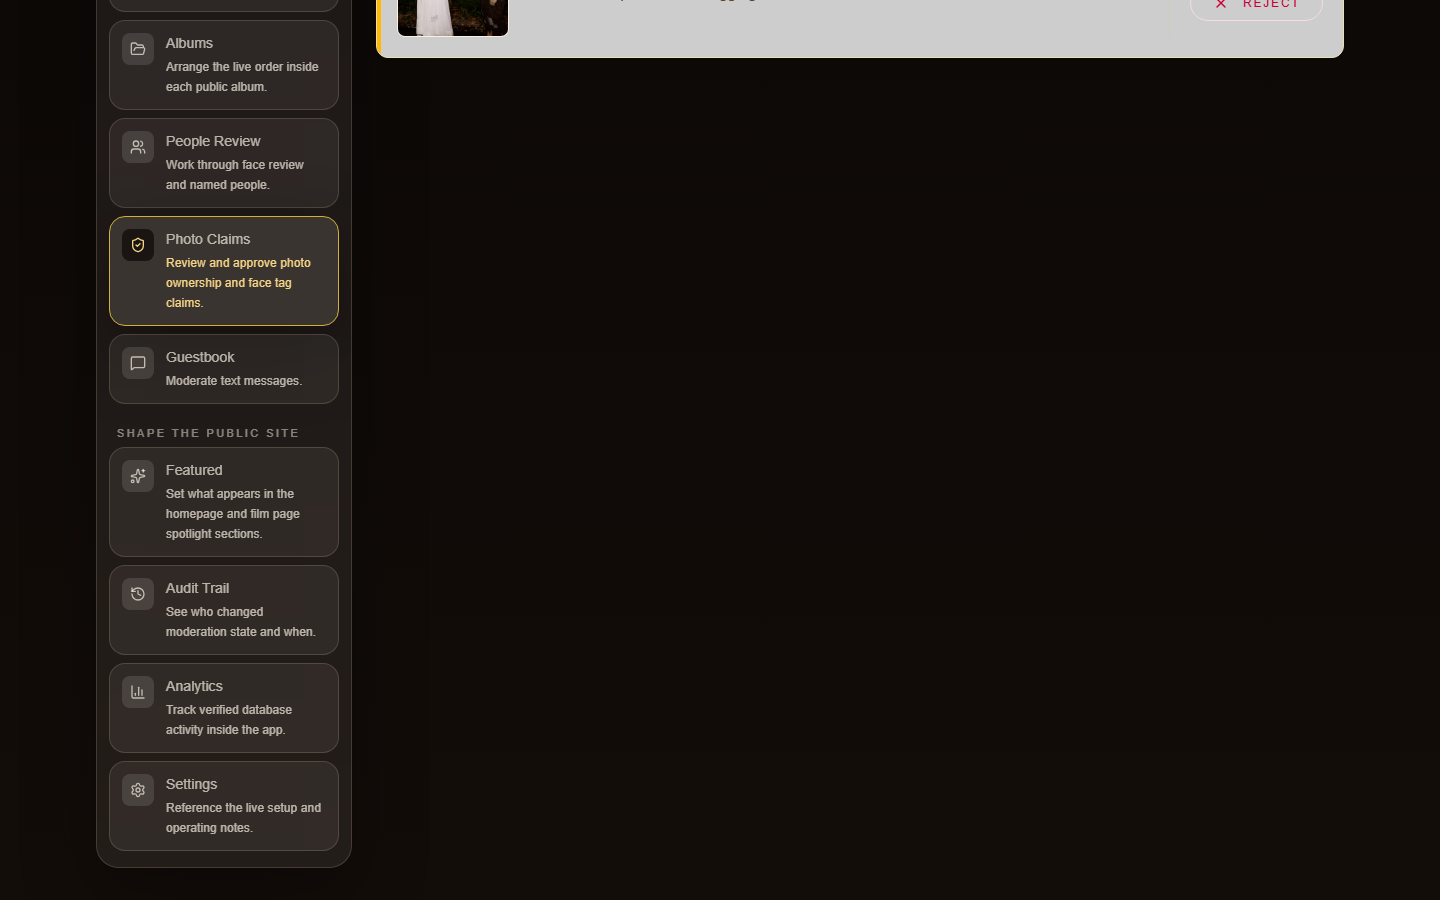 REJECT
Albums
Arrange the live order inside
each public album.
People Review
Work through face review
and named people.
Photo Claims
Review and approve photo
ownership and face tag
claims.
Guestbook
Moderate text messages.
SHAPE THE PUBLIC SITE
Featured
Set what appears in the
homepage and film page
spotlight sections.
Audit Trail
See who changed
moderation state and when.
Analytics
Track verified database
activity inside the app.
Settings
Reference the live setup and
operating notes.